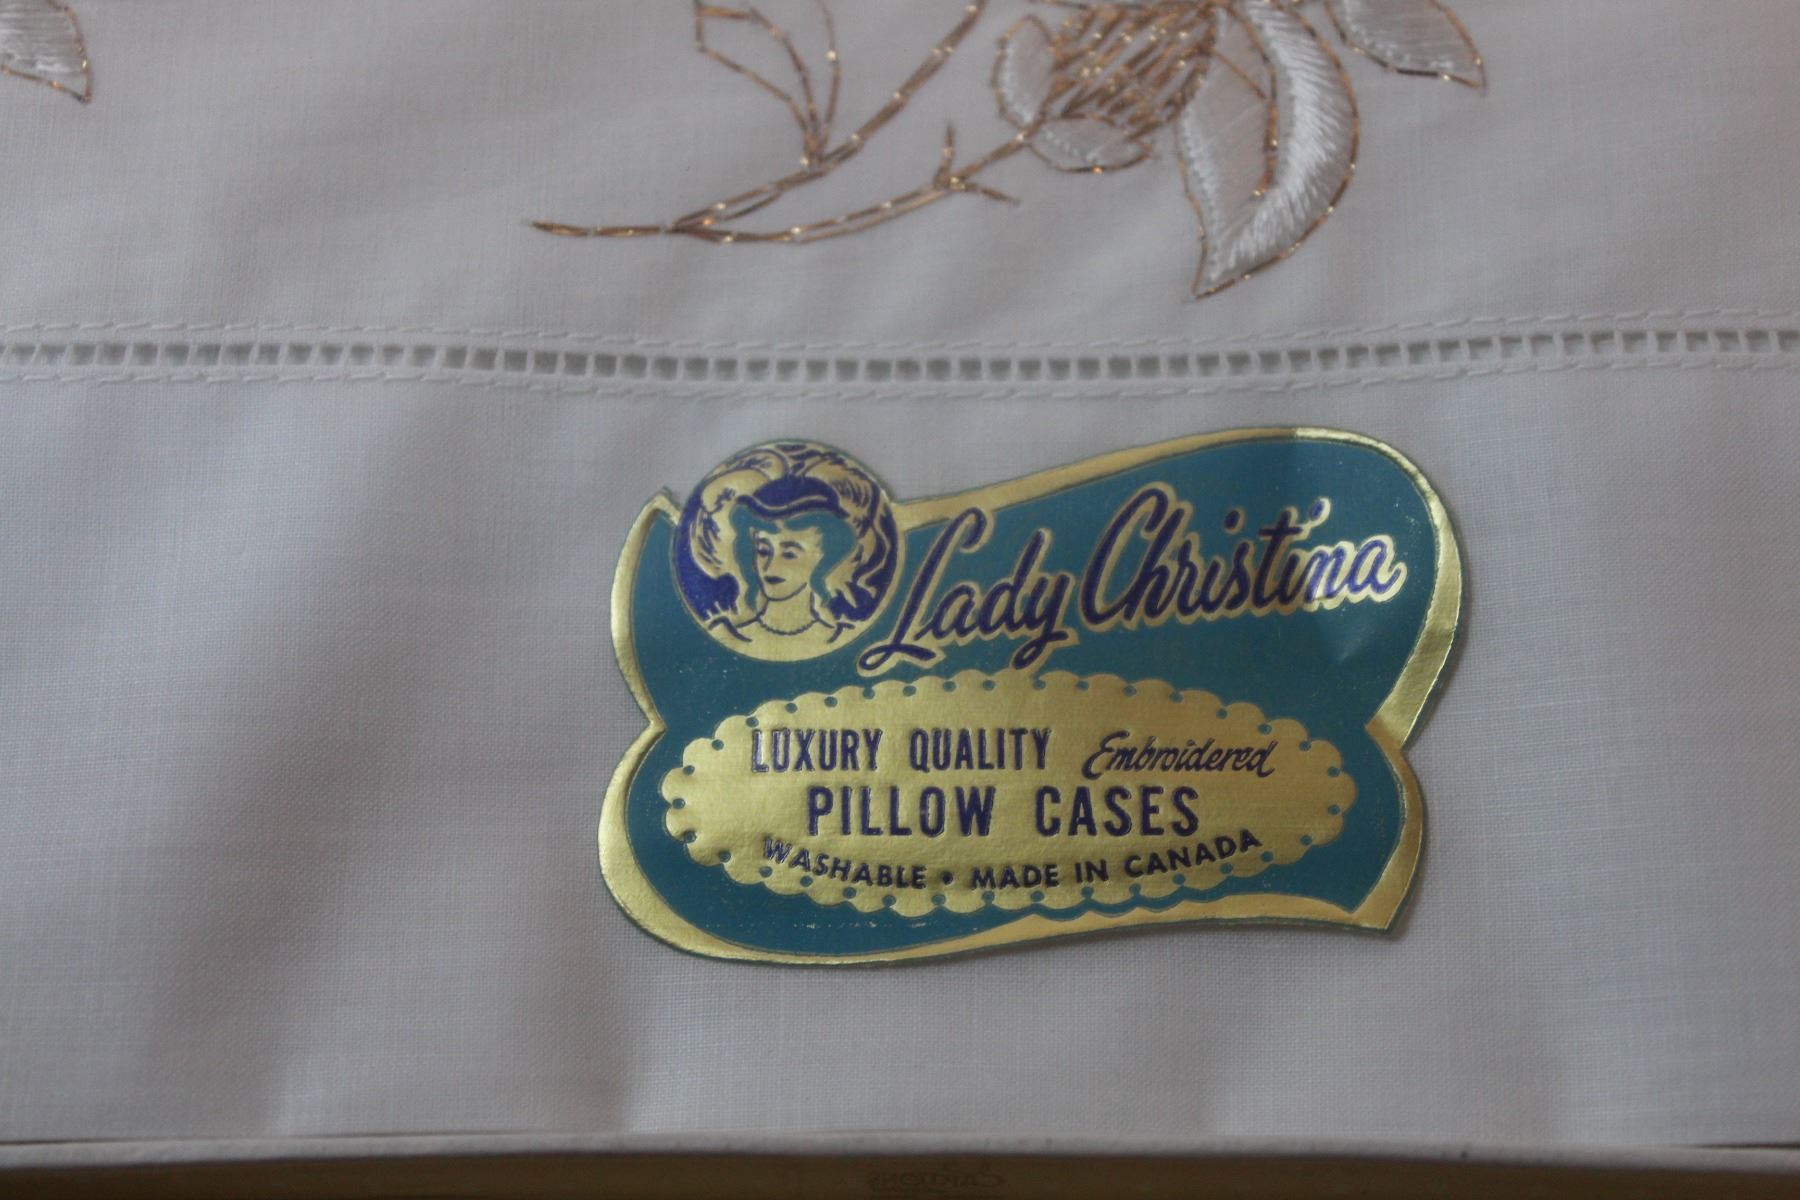 Lady Christina
LUXURY QUALITY Embroidered
PILLOW CASES
WASHABLE • MADE IN CANADA